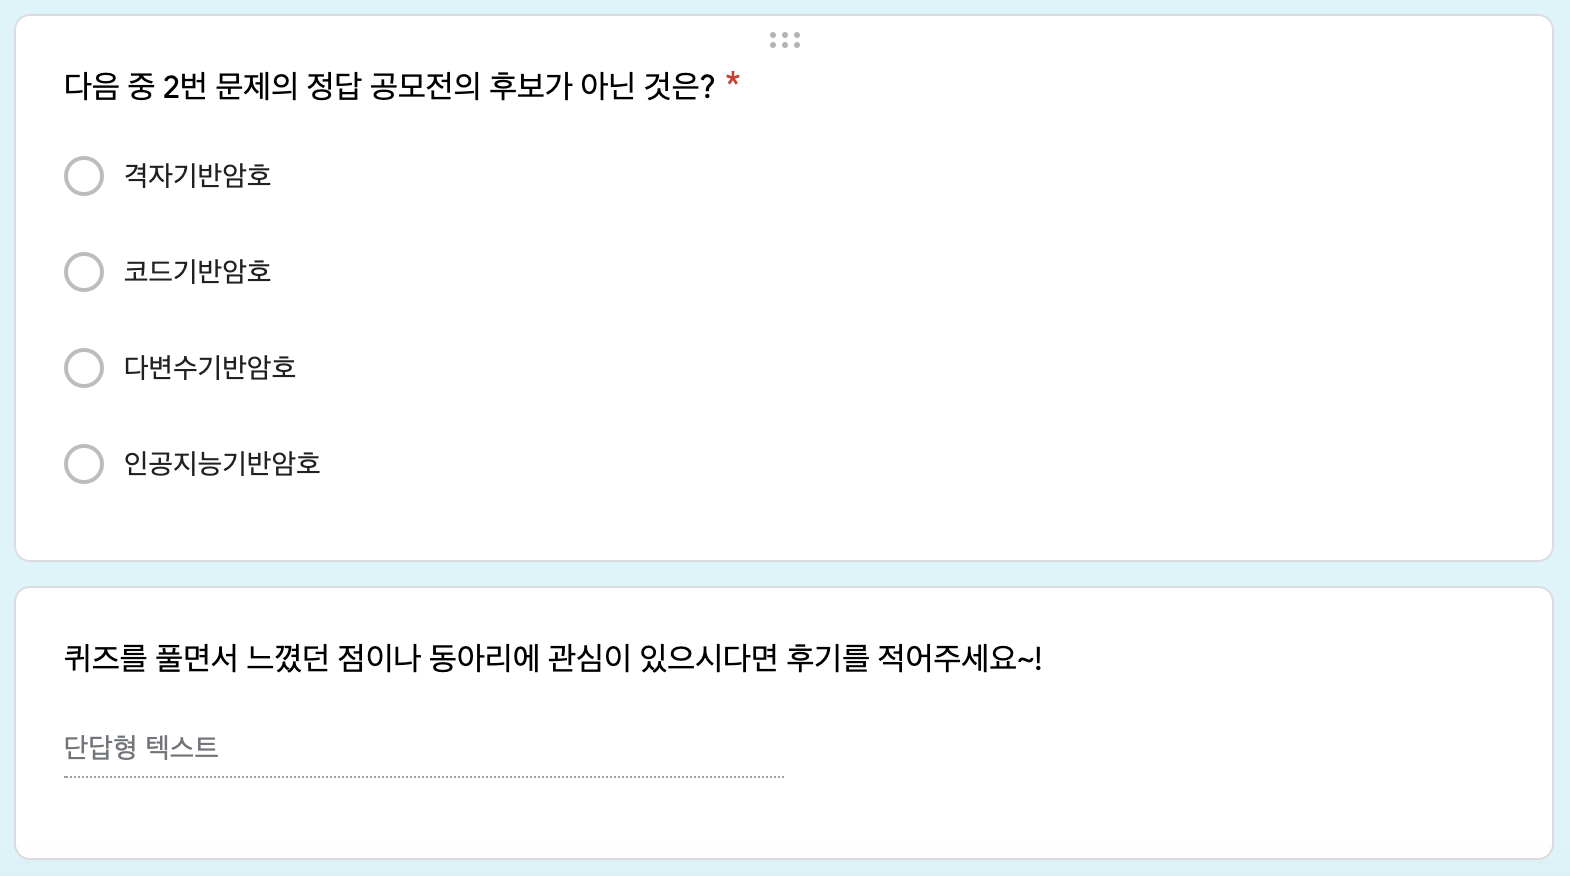 다음 중 2번 문제의 정답 공모전의 후보가 아닌 것은? *
격자기반암호
코드기반암호
다변수기반암호
인공지능기반암호
퀴즈를 풀면서 느꼈던 점이나 동아리에 관심이 있으시다면 후기를 적어주세요~!
단답형 텍스트